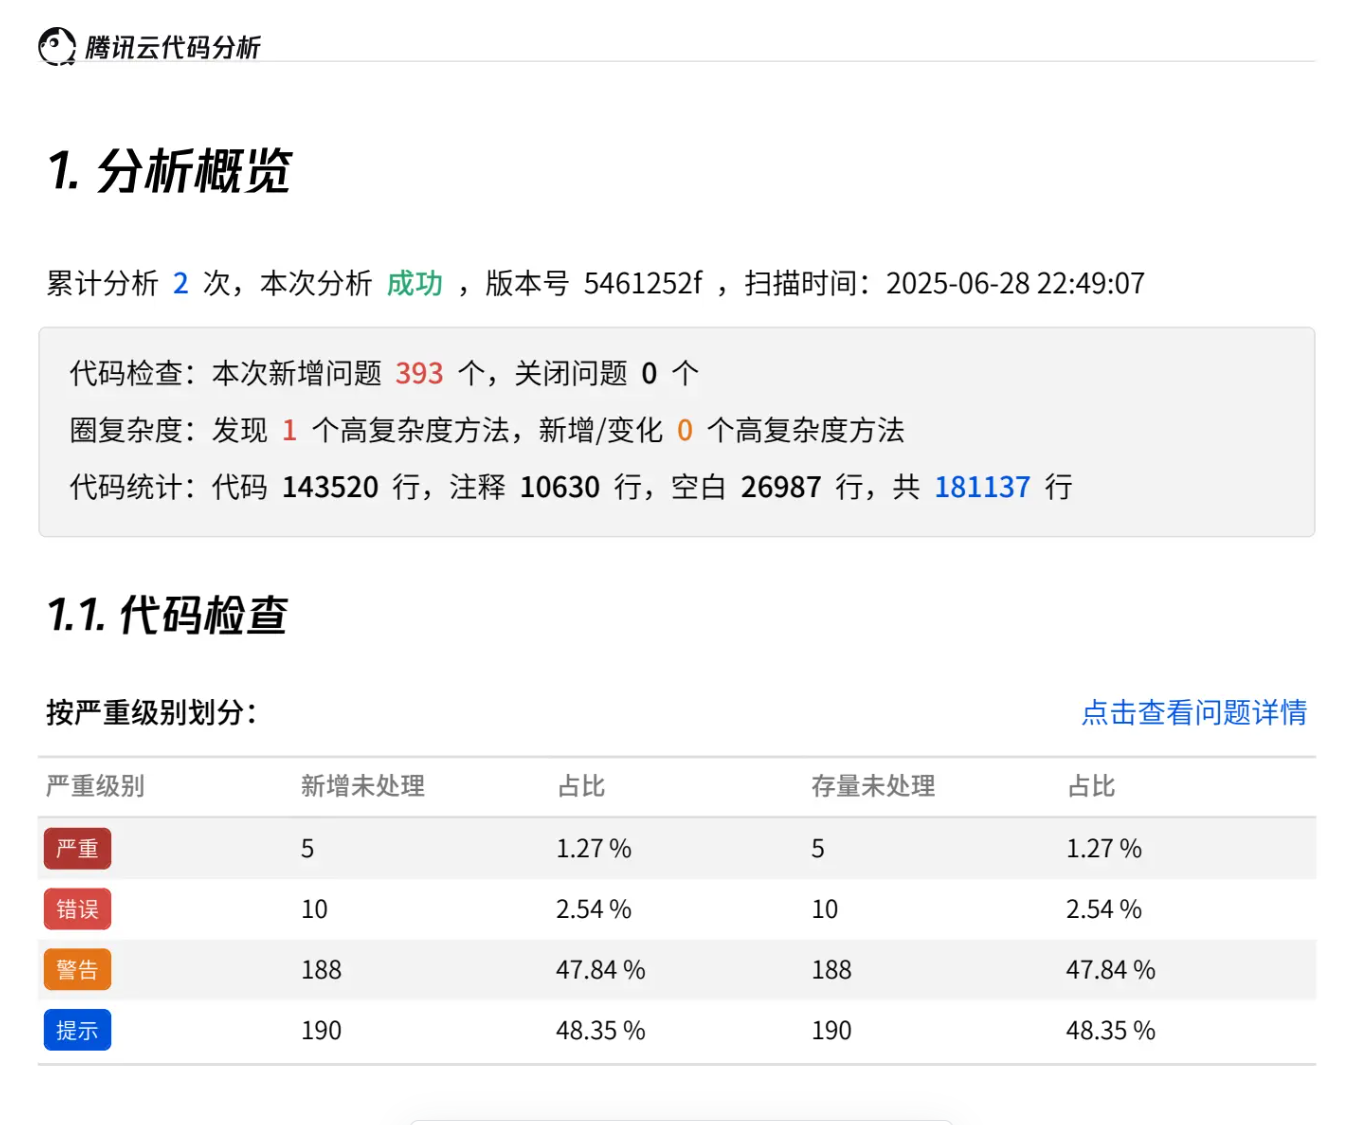 腾讯云代码分析
1. 分析概览
累计分析 2 次，本次分析 成功 ，版本号 5461252f ，扫描时间：2025-06-28 22:49:07
代码检查：本次新增问题 393 个，关闭问题 0 个
圈复杂度：发现 1 个高复杂度方法，新增/变化 0 个高复杂度方法
代码统计：代码 143520 行，注释 10630 行，空白 26987 行，共 181137 行
1.1. 代码检查
按严重级别划分： 点击查看问题详情
严重级别 新增未处理 占比 存量未处理 占比
严重 5 1.27 % 5 1.27 %
错误 10 2.54 % 10 2.54 %
警告 188 47.84 % 188 47.84 %
提示 190 48.35 % 190 48.35 %